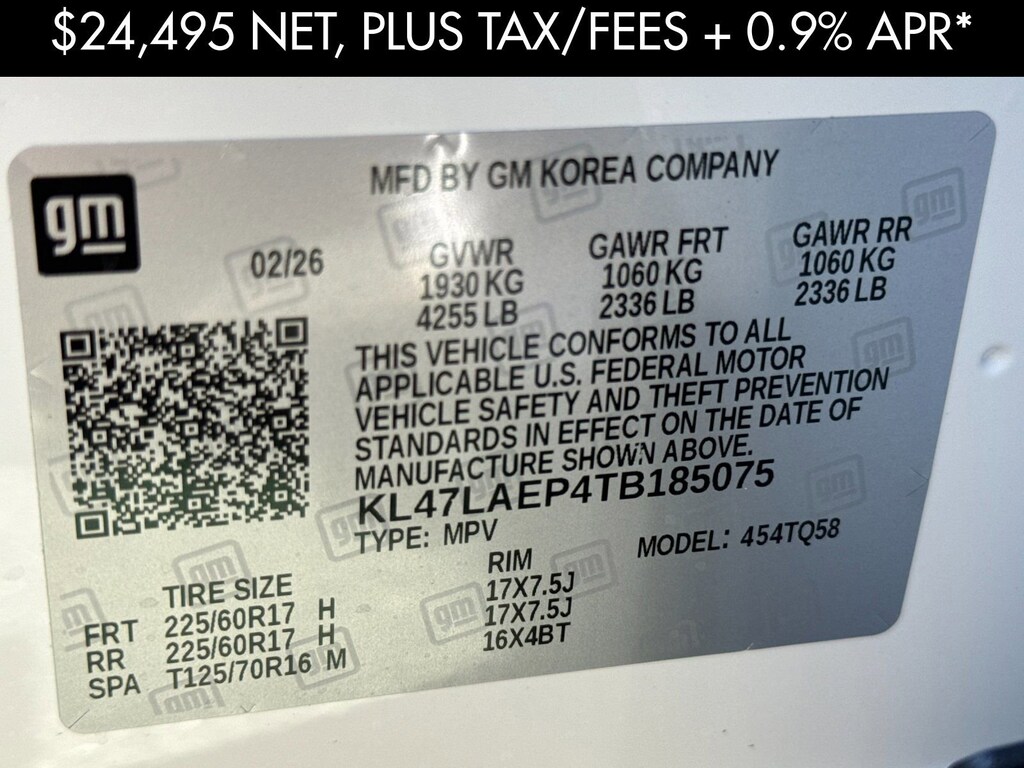 $24,495 NET, PLUS TAX/FEES + 0.9% APR*
gm
MFD BY GM KOREA COMPANY
02/26
GVWR
1930 KG
4255 LB
GAWR FRT
1060 KG
2336 LB
GAWR RR
1060 KG
2336 LB
THIS VEHICLE CONFORMS TO ALL
APPLICABLE U.S. FEDERAL MOTOR
VEHICLE SAFETY AND THEFT PREVENTION
STANDARDS IN EFFECT ON THE DATE OF
MANUFACTURE SHOWN ABOVE.
KL47LAEP4TB185075
TYPE: MPV
MODEL: 454TQ58
TIRE SIZE RIM
FRT 225/60R17 H 17X7.5J
RR 225/60R17 H 17X7.5J
SPA T125/70R16 M 16X4BT